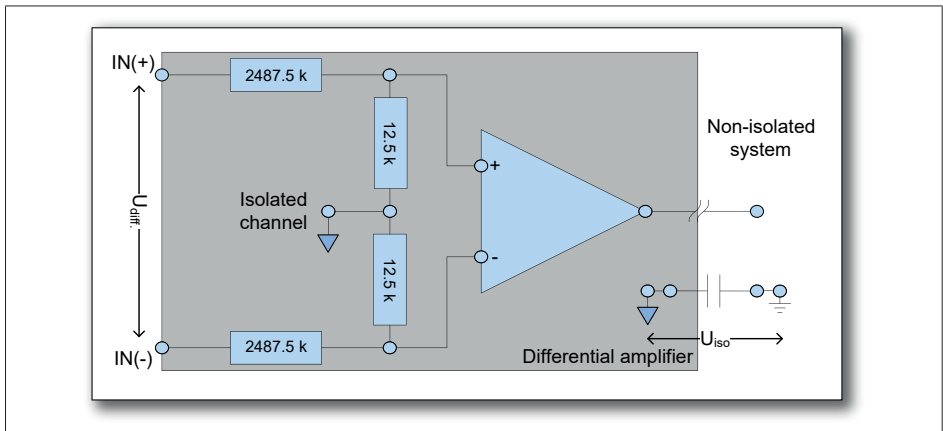 IN(+)
2487.5 k
12.5 k
+
Non-isolated
system
Isolated
channel
Udiff.
12.5 k
-
2487.5 k
IN(-)
Differential amplifier
Uiso